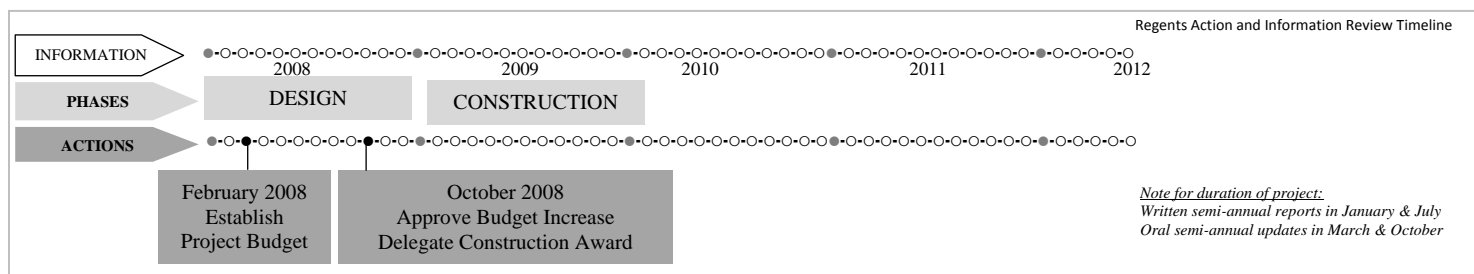 Regents Action and Information Review Timeline
INFORMATION
2008 2009 2010 2011 2012
PHASES
DESIGN
CONSTRUCTION
ACTIONS
February 2008
Establish
Project Budget
October 2008
Approve Budget Increase
Delegate Construction Award
Note for duration of project:
Written semi-annual reports in January & July
Oral semi-annual updates in March & October